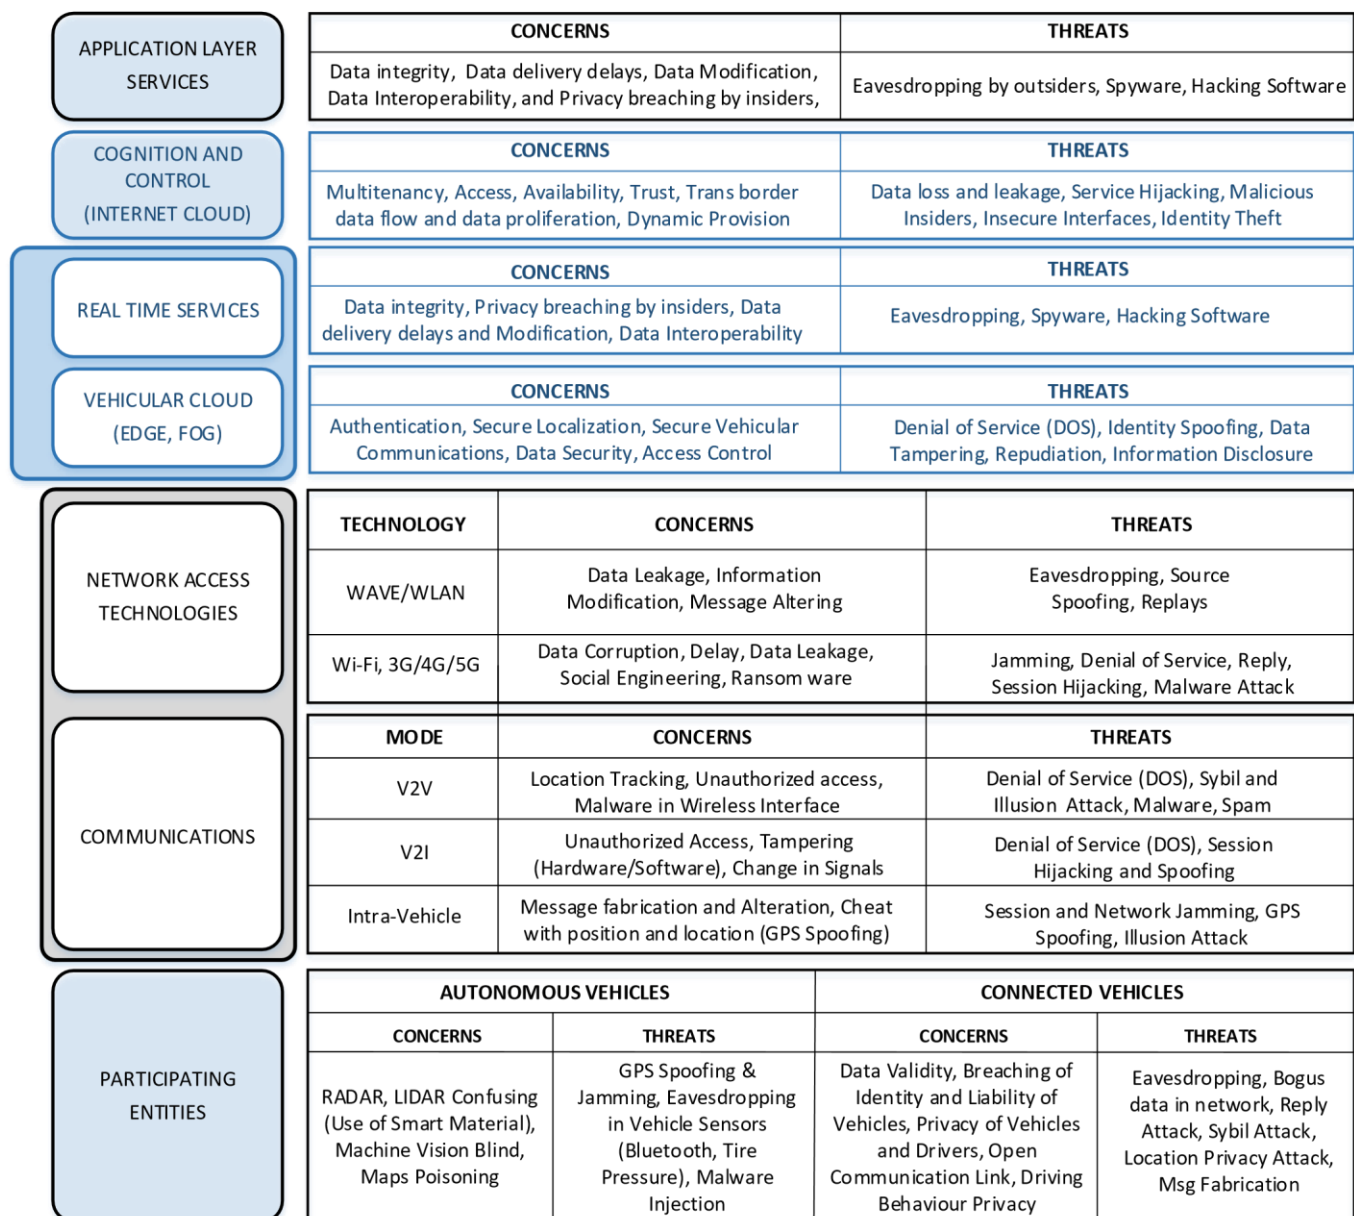 APPLICATION LAYER
SERVICES
CONCERNS
THREATS
Data integrity, Data delivery delays, Data Modification,
Data Interoperability, and Privacy breaching by insiders,
Eavesdropping by outsiders, Spyware, Hacking Software
COGNITION AND
CONTROL
(INTERNET CLOUD)
CONCERNS
THREATS
Multitenancy, Access, Availability, Trust, Trans border
data flow and data proliferation, Dynamic Provision
Data loss and leakage, Service Hijacking, Malicious
Insiders, Insecure Interfaces, Identity Theft
REAL TIME SERVICES
CONCERNS
THREATS
Data integrity, Privacy breaching by insiders, Data
delivery delays and Modification, Data Interoperability
Eavesdropping, Spyware, Hacking Software
VEHICULAR CLOUD
(EDGE, FOG)
CONCERNS
THREATS
Authentication, Secure Localization, Secure Vehicular
Communications, Data Security, Access Control
Denial of Service (DOS), Identity Spoofing, Data
Tampering, Repudiation, Information Disclosure
NETWORK ACCESS
TECHNOLOGIES
TECHNOLOGY
CONCERNS
THREATS
WAVE/WLAN
Data Leakage, Information
Modification, Message Altering
Eavesdropping, Source
Spoofing, Replays
Wi-Fi, 3G/4G/5G
Data Corruption, Delay, Data Leakage,
Social Engineering, Ransom ware
Jamming, Denial of Service, Reply,
Session Hijacking, Malware Attack
COMMUNICATIONS
MODE
CONCERNS
THREATS
V2V
Location Tracking, Unauthorized access,
Malware in Wireless Interface
Denial of Service (DOS), Sybil and
Illusion Attack, Malware, Spam
V2I
Unauthorized Access, Tampering
(Hardware/Software), Change in Signals
Denial of Service (DOS), Session
Hijacking and Spoofing
Intra-Vehicle
Message fabrication and Alteration, Cheat
with position and location (GPS Spoofing)
Session and Network Jamming, GPS
Spoofing, Illusion Attack
PARTICIPATING
ENTITIES
AUTONOMOUS VEHICLES
CONNECTED VEHICLES
CONCERNS
THREATS
CONCERNS
THREATS
RADAR, LIDAR Confusing
(Use of Smart Material),
Machine Vision Blind,
Maps Poisoning
GPS Spoofing &
Jamming, Eavesdropping
in Vehicle Sensors
(Bluetooth, Tire
Pressure), Malware
Injection
Data Validity, Breaching of
Identity and Liability of
Vehicles, Privacy of Vehicles
and Drivers, Open
Communication Link, Driving
Behaviour Privacy
Eavesdropping, Bogus
data in network, Reply
Attack, Sybil Attack,
Location Privacy Attack,
Msg Fabrication